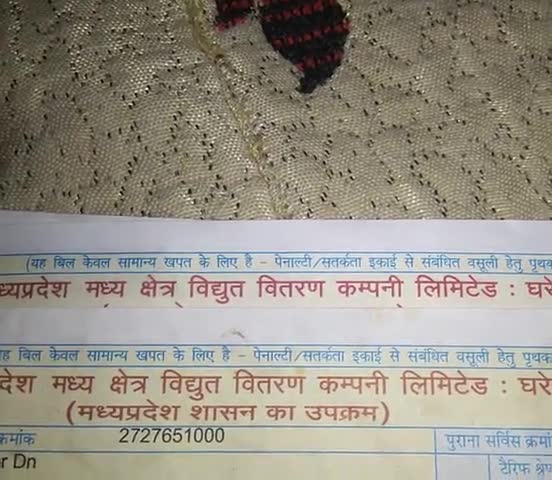 (यह बिल केवल सामान्य खपत के लिए है - पेनाल्टी/सतर्कता इकाई से संबंधित वसूली हेतु पृथक
ध्यप्रदेश मध्य क्षेत्र विद्युत वितरण कम्पनी लिमिटेड : घरे
ह बिल केवल सामान्य खपत के लिए है - पेनाल्टी/सतर्कता इकाई से संबंधित वसूली हेतु पृथक
देश मध्य क्षेत्र विद्युत वितरण कम्पनी लिमिटेड : घरे
(मध्यप्रदेश शासन का उपक्रम)
क्रमांक 2727651000 पुराना सर्विस क्रमां
r Dn टैरिफ श्रे